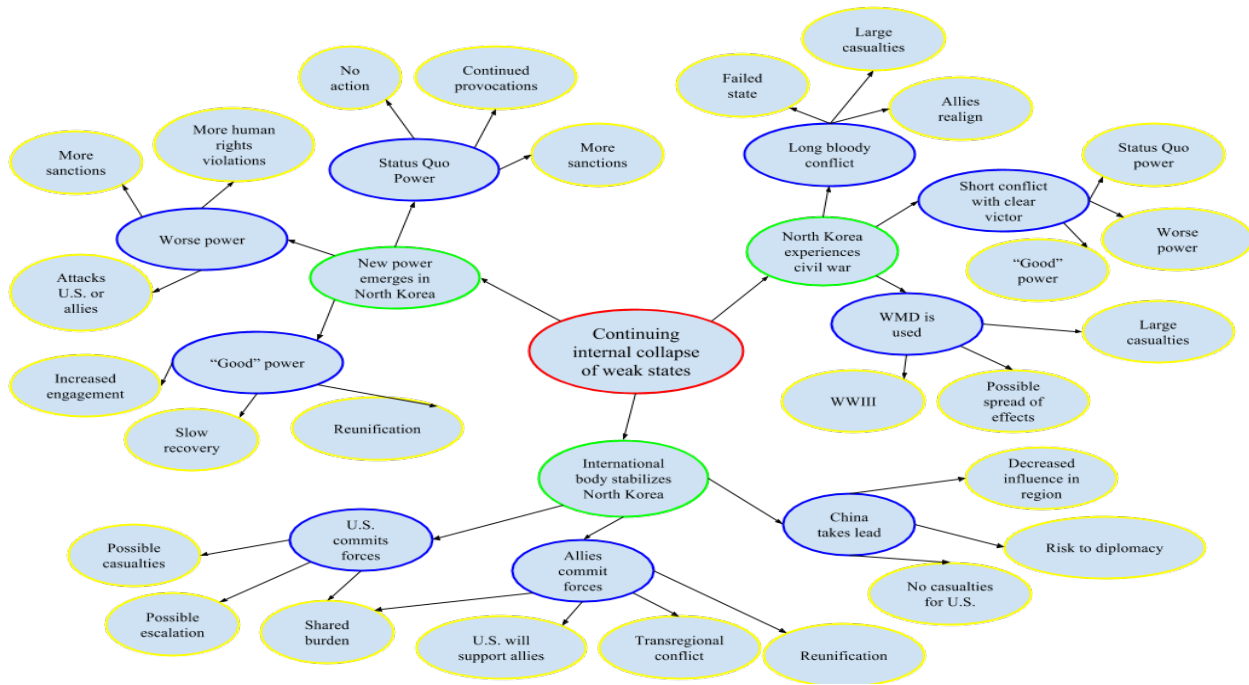 Large
casualties
No
action
Continued
provocations
Failed
state
Allies
realign
More human
rights
violations
More
sanctions
Status Quo
Power
More
sanctions
Long bloody
conflict
Status Quo
power
Short conflict
with clear
victor
Worse power
New power
emerges in
North Korea
North Korea
experiences
civil war
Worse
power
“Good”
power
Attacks
U.S. or
allies
WMD is
used
Large
casualties
Continuing
internal collapse
of weak states
“Good” power
Increased
engagement
WWIII
Possible
spread of
effects
Slow
recovery
Reunification
International
body stabilizes
North Korea
Decreased
influence in
region
U.S.
commits
forces
China
takes lead
Possible
casualties
Allies
commit
forces
Risk to diplomacy
No casualties
for U.S.
Possible
escalation
Shared
burden
U.S. will
support allies
Transregional
conflict
Reunification